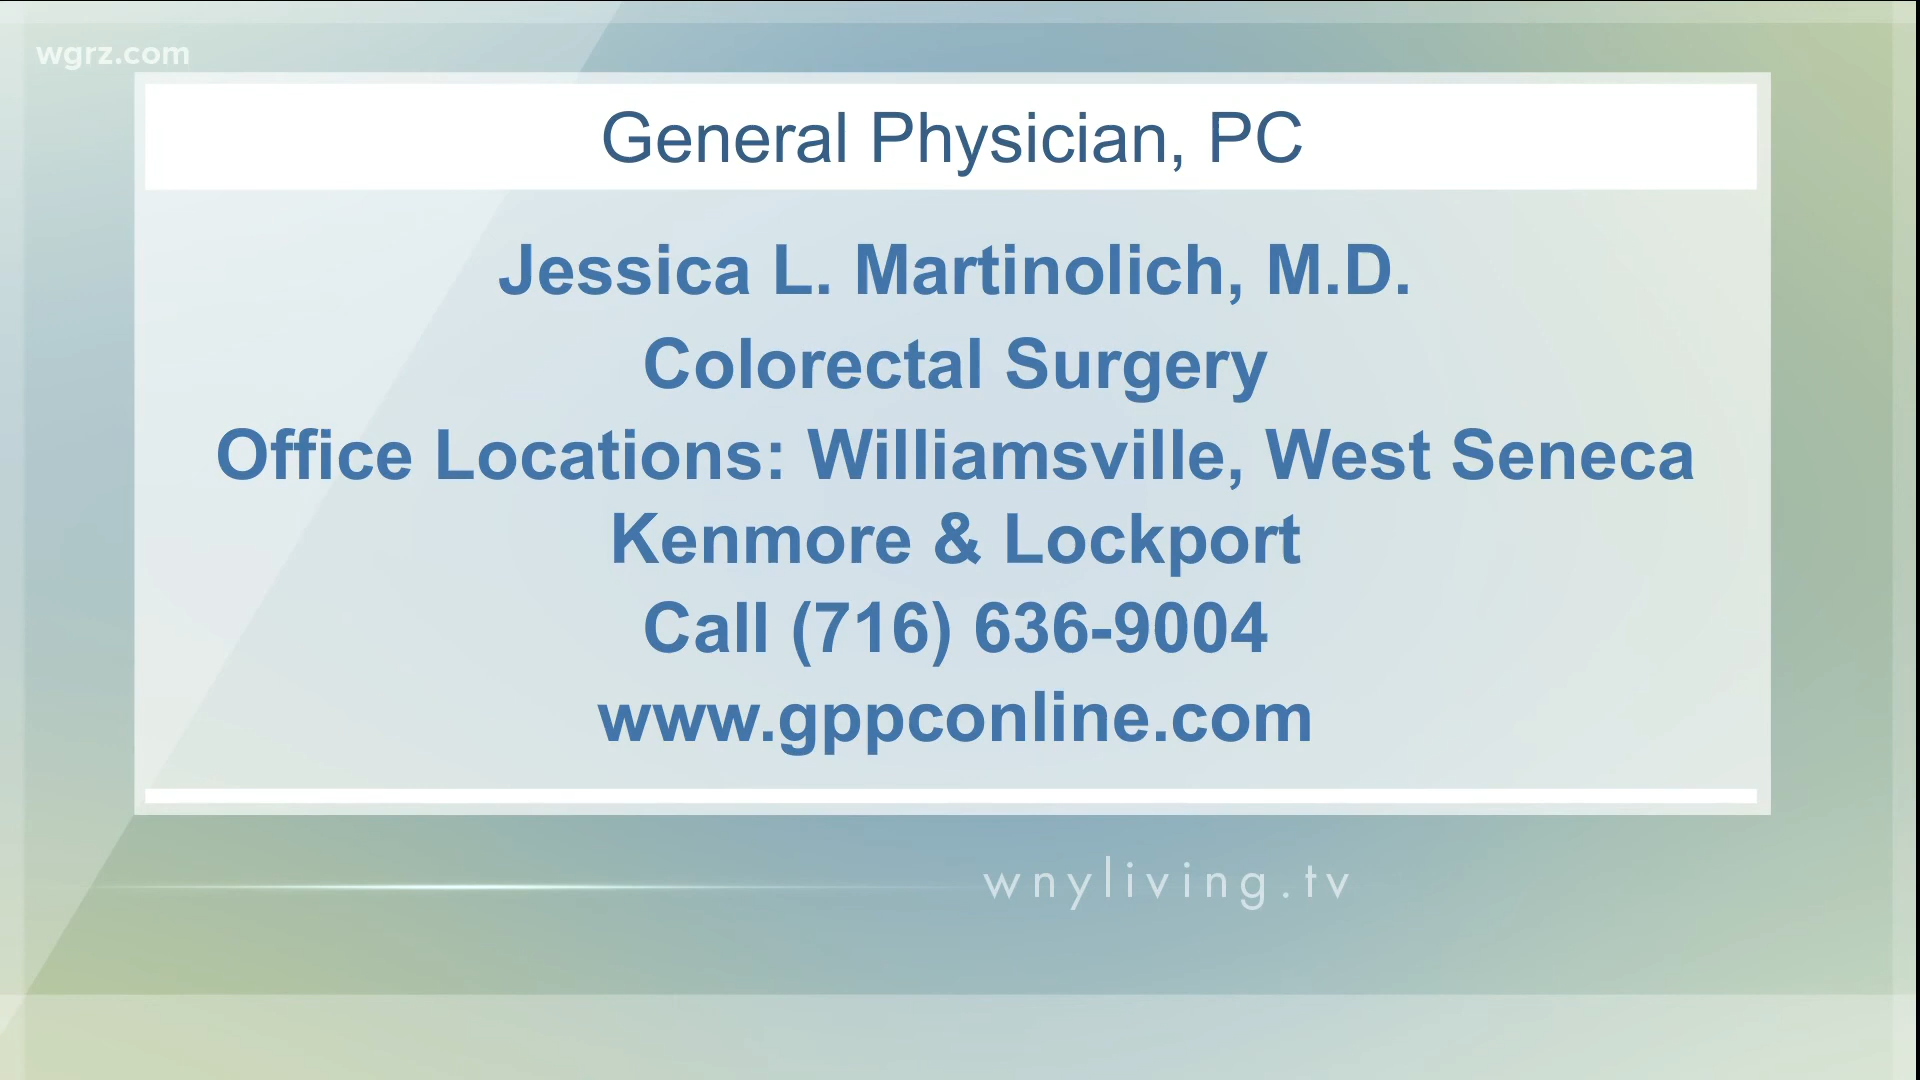 wgrz.com
General Physician, PC
Jessica L. Martinolich, M.D.
Colorectal Surgery
Office Locations: Williamsville, West Seneca
Kenmore & Lockport
Call (716) 636-9004
www.gppconline.com
wnyliving.tv